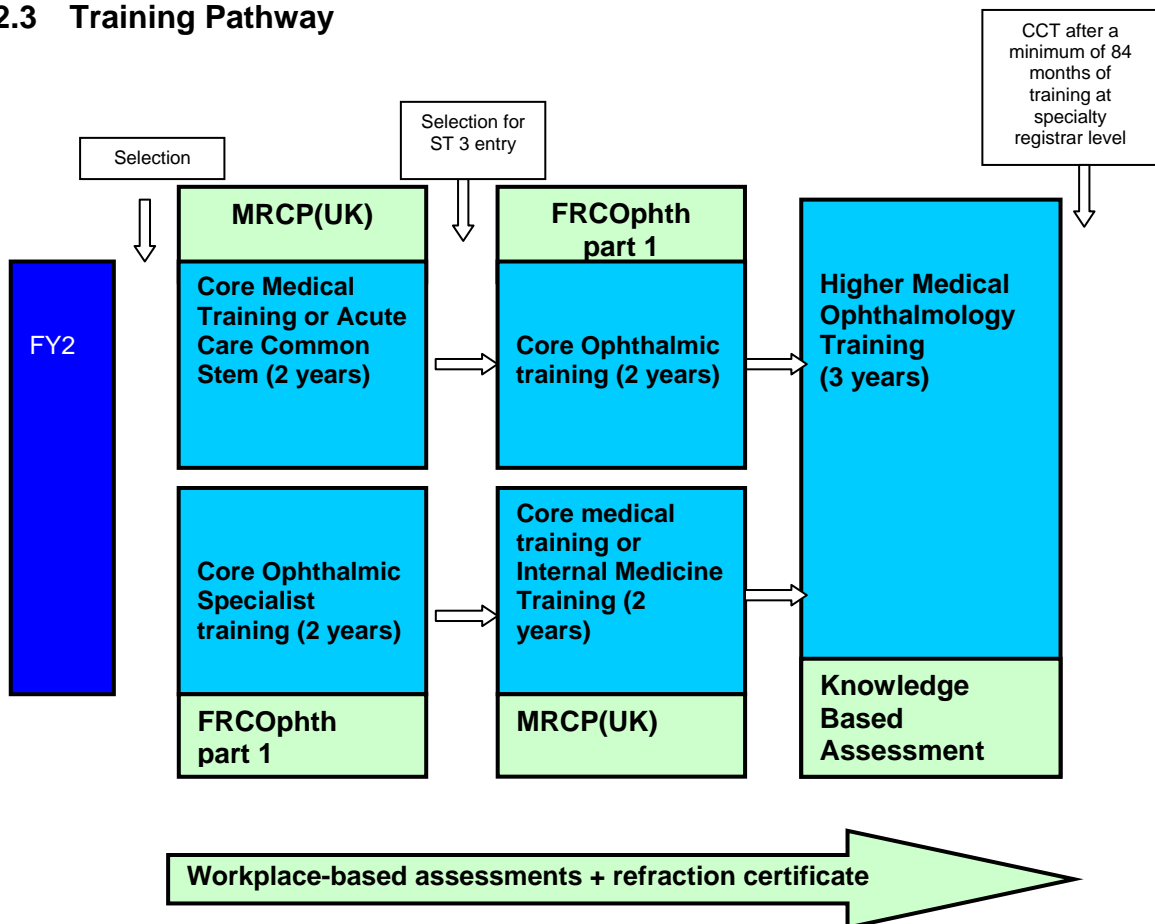 2.3 Training Pathway
CCT after a
minimum of 84
months of
training at
specialty
registrar level
Selection for
ST 3 entry
Selection
MRCP(UK)
FRCOphth
part 1
FY2
Core Medical
Training or Acute
Care Common
Stem (2 years)
Core Ophthalmic
training (2 years)
Higher Medical
Ophthalmology
Training
(3 years)
Core Ophthalmic
Specialist
training (2 years)
Core medical
training or
Internal Medicine
Training (2
years)
FRCOphth
part 1
MRCP(UK)
Knowledge
Based
Assessment
Workplace-based assessments + refraction certificate